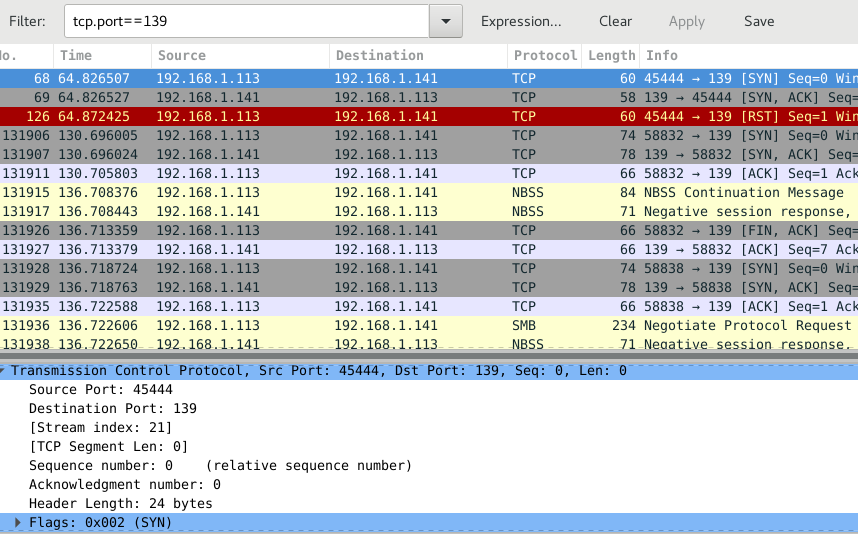 Filter: tcp.port==139 Expression... Clear Apply Save
No. Time Source Destination Protocol Length Info
68 64.826507 192.168.1.113 192.168.1.141 TCP 60 45444 → 139 [SYN] Seq=0 Win
69 64.826527 192.168.1.141 192.168.1.113 TCP 58 139 → 45444 [SYN, ACK] Seq=
126 64.872425 192.168.1.113 192.168.1.141 TCP 60 45444 → 139 [RST] Seq=1 Win
131906 130.696005 192.168.1.113 192.168.1.141 TCP 74 58832 → 139 [SYN] Seq=0 Win
131907 130.696024 192.168.1.141 192.168.1.113 TCP 78 139 → 58832 [SYN, ACK] Seq=
131911 130.705803 192.168.1.113 192.168.1.141 TCP 66 58832 → 139 [ACK] Seq=1 Ack
131915 136.708376 192.168.1.113 192.168.1.141 NBSS 84 NBSS Continuation Message
131917 136.708443 192.168.1.141 192.168.1.113 NBSS 71 Negative session response,
131926 136.713359 192.168.1.113 192.168.1.141 TCP 66 58832 → 139 [FIN, ACK] Seq=
131927 136.713379 192.168.1.141 192.168.1.113 TCP 66 139 → 58832 [ACK] Seq=7 Ack
131928 136.718724 192.168.1.113 192.168.1.141 TCP 74 58838 → 139 [SYN] Seq=0 Win
131929 136.718763 192.168.1.141 192.168.1.113 TCP 78 139 → 58838 [SYN, ACK] Seq=
131935 136.722588 192.168.1.113 192.168.1.141 TCP 66 58838 → 139 [ACK] Seq=1 Ack
131936 136.722606 192.168.1.113 192.168.1.141 SMB 234 Negotiate Protocol Request
131938 136.722650 192.168.1.141 192.168.1.113 NBSS 71 Negative session response,
Transmission Control Protocol, Src Port: 45444, Dst Port: 139, Seq: 0, Len: 0
Source Port: 45444
Destination Port: 139
[Stream index: 21]
[TCP Segment Len: 0]
Sequence number: 0 (relative sequence number)
Acknowledgment number: 0
Header Length: 24 bytes
Flags: 0x002 (SYN)